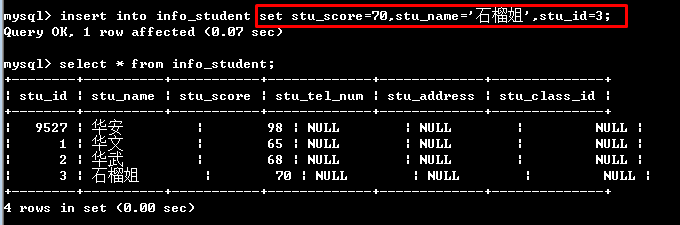 mysql> insert into info_student set stu_score=70,stu_name='石榴姐',stu_id=3;
Query OK, 1 row affected (0.07 sec)
mysql> select * from info_student;
+--------+----------+-----------+-------------+-------------+--------------+
| stu_id | stu_name | stu_score | stu_tel_num | stu_address | stu_class_id |
+--------+----------+-----------+-------------+-------------+--------------+
| 9527 | 华安 | 98 | NULL | NULL | NULL |
| 1 | 华文 | 65 | NULL | NULL | NULL |
| 2 | 华武 | 68 | NULL | NULL | NULL |
| 3 | 石榴姐 | 70 | NULL | NULL | NULL |
+--------+----------+-----------+-------------+-------------+--------------+
4 rows in set (0.00 sec)